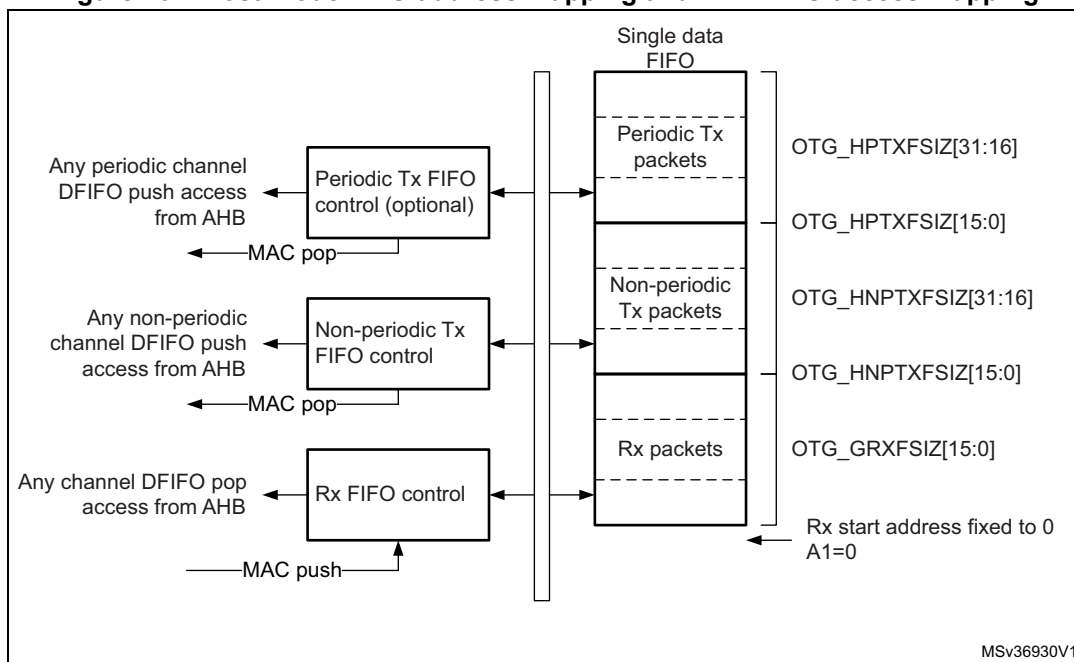 Single data
FIFO
Periodic Tx
packets
OTG_HPTXFSIZ[31:16]
Any periodic channel
DFIFO push access
from AHB
Periodic Tx FIFO
control (optional)
MAC pop
OTG_HPTXFSIZ[15:0]
Non-periodic
Tx packets
OTG_HNPTXFSIZ[31:16]
Any non-periodic
channel DFIFO push
access from AHB
Non-periodic Tx
FIFO control
MAC pop
OTG_HNPTXFSIZ[15:0]
Rx packets
OTG_GRXFSIZ[15:0]
Any channel DFIFO pop
access from AHB
Rx FIFO control
MAC push
Rx start address fixed to 0
A1=0
MSv36930V1